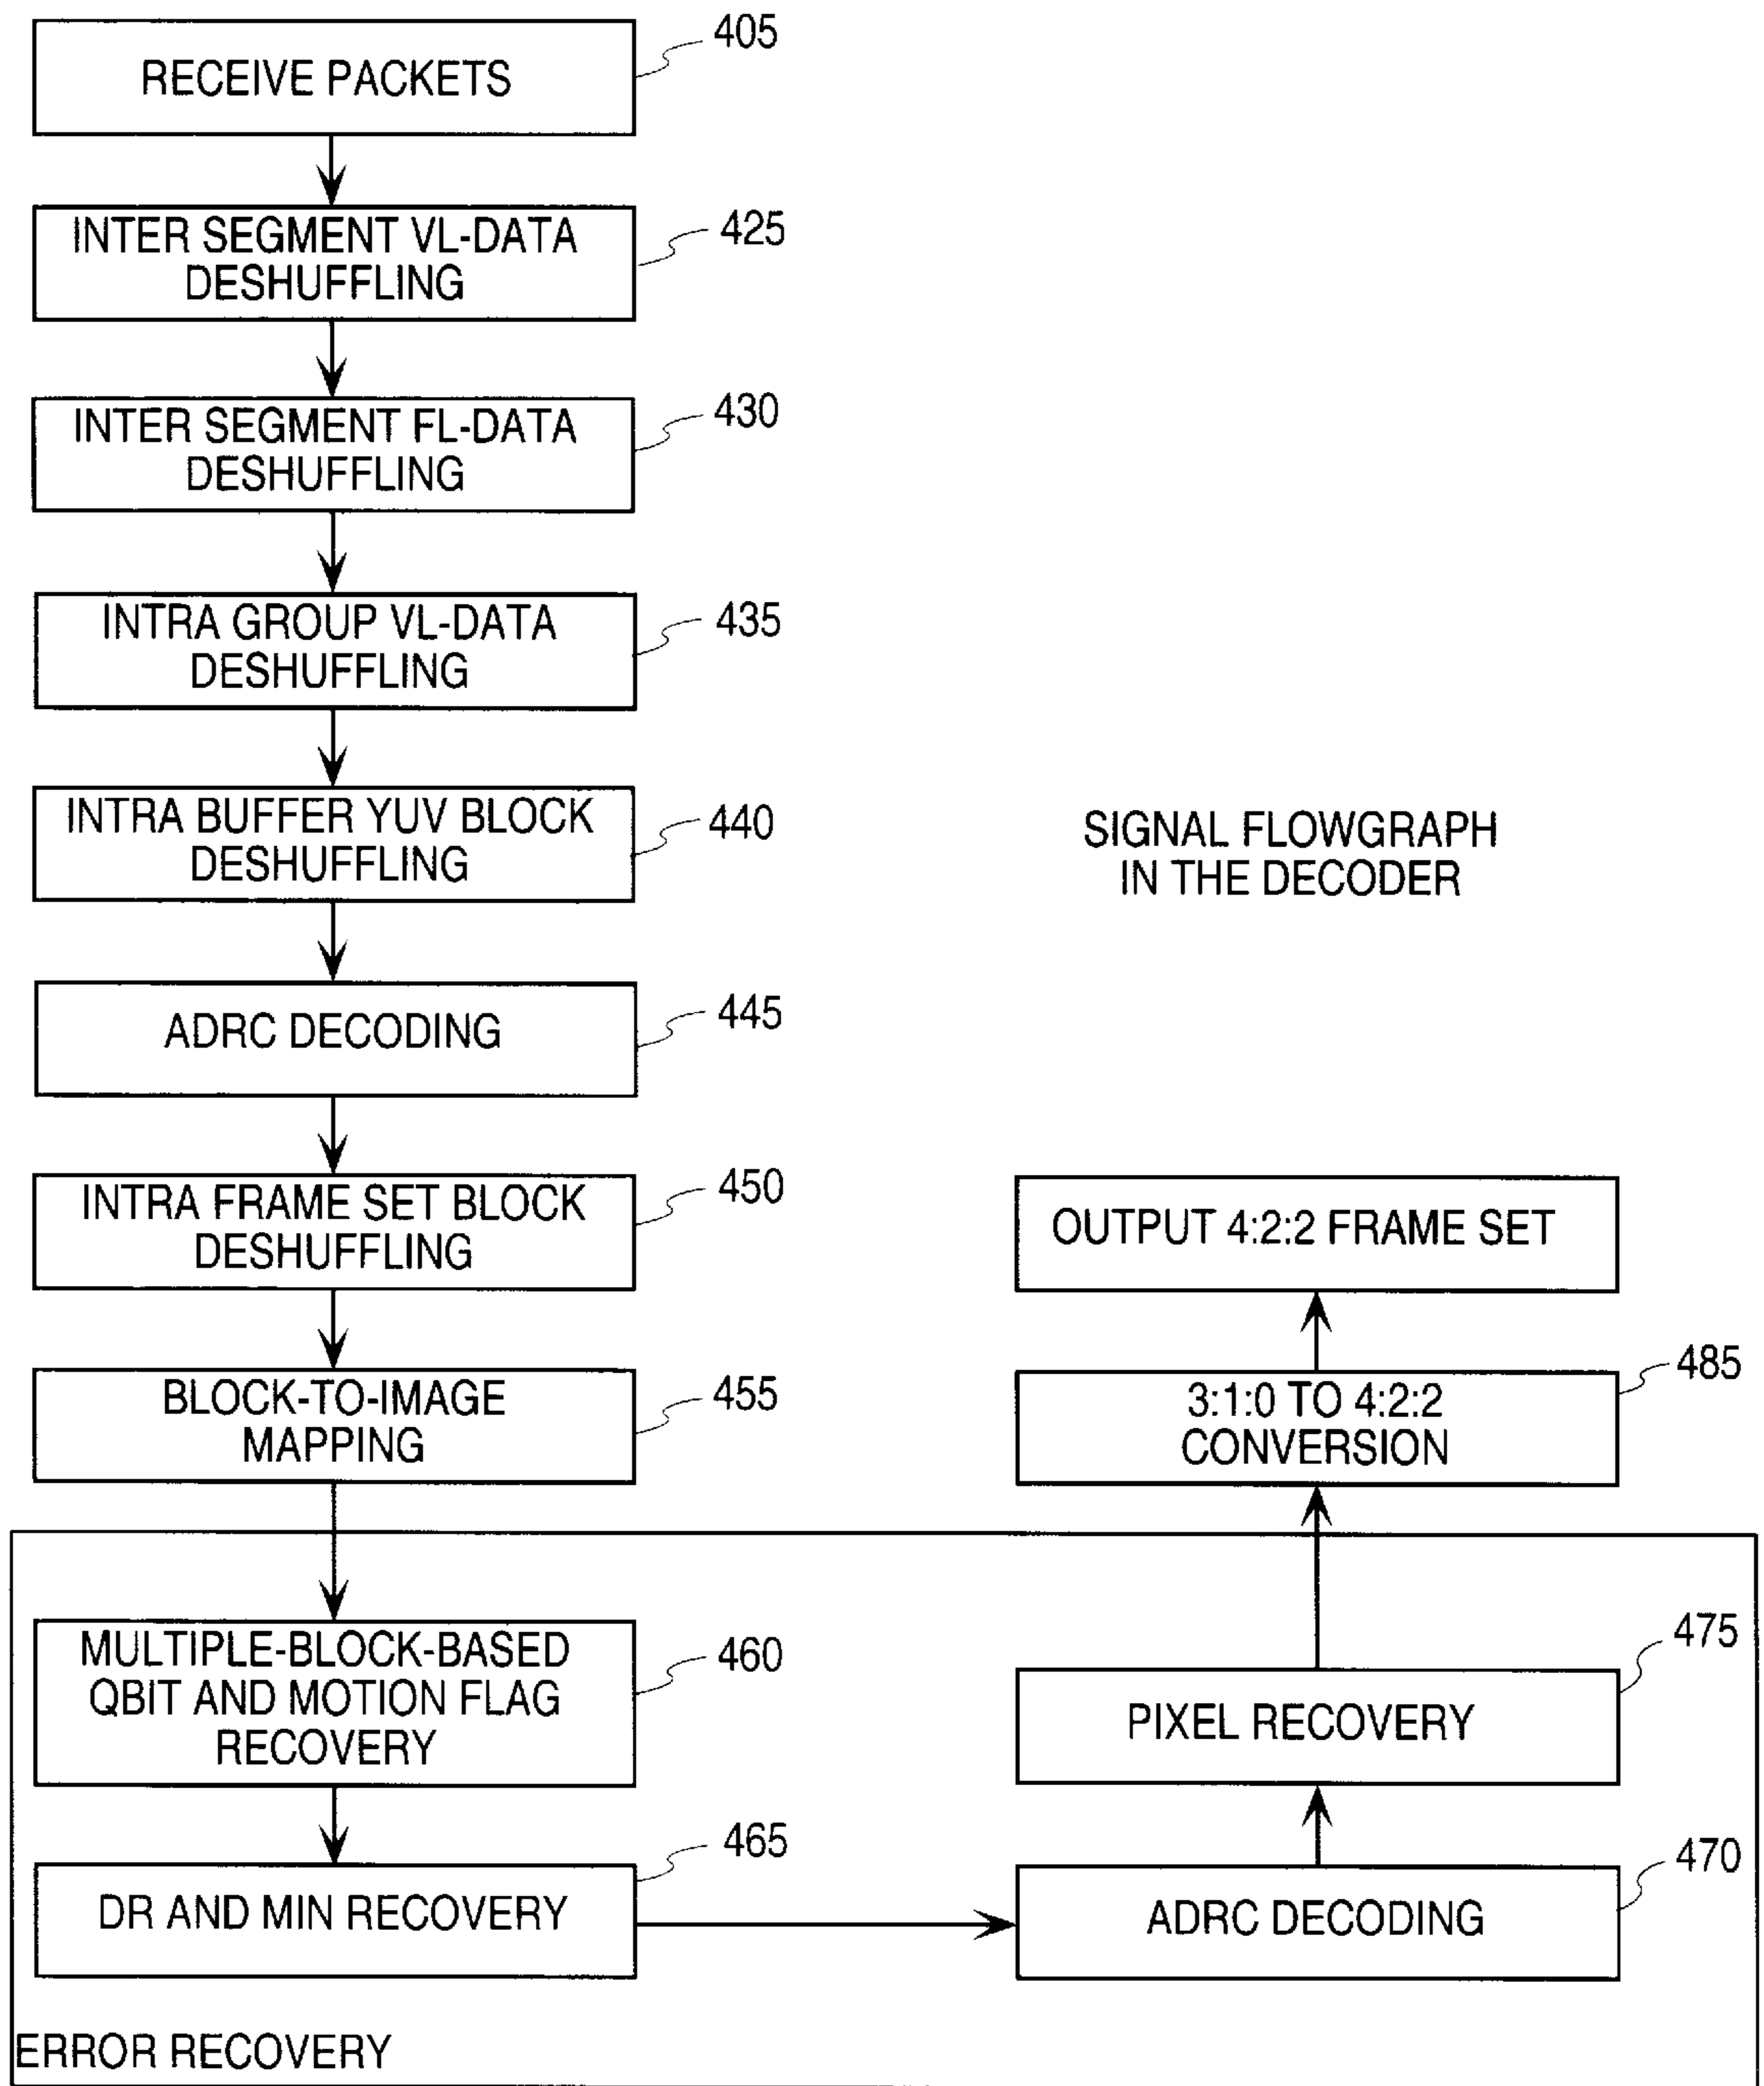 RECEIVE PACKETS
405
INTER SEGMENT VL-DATA
DESHUFFLING
425
INTER SEGMENT FL-DATA
DESHUFFLING
430
INTRA GROUP VL-DATA
DESHUFFLING
435
INTRA BUFFER YUV BLOCK
DESHUFFLING
440
SIGNAL FLOWGRAPH
IN THE DECODER
ADRC DECODING
445
INTRA FRAME SET BLOCK
DESHUFFLING
450
BLOCK-TO-IMAGE
MAPPING
455
MULTIPLE-BLOCK-BASED
QBIT AND MOTION FLAG
RECOVERY
460
DR AND MIN RECOVERY
465
ADRC DECODING
470
PIXEL RECOVERY
475
3:1:0 TO 4:2:2
CONVERSION
485
OUTPUT 4:2:2 FRAME SET
ERROR RECOVERY